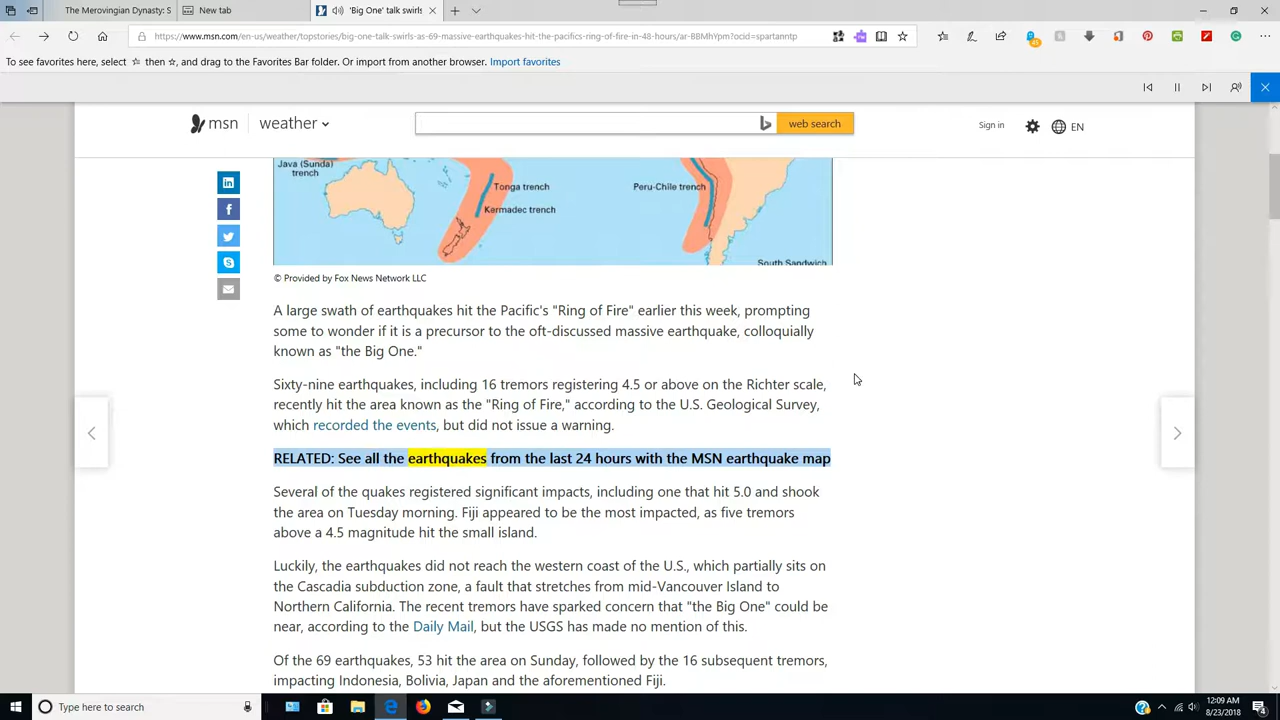 The Merovingian Dynasty: S
New tab
'Big One' talk swirls
https://www.msn.com/en-us/weather/topstories/big-one-talk-swirls-as-69-massive-earthquakes-hit-the-pacifics-ring-of-fire-in-48-hours/ar-BBMhYpm?ocid=spartanntp
To see favorites here, select ☆ then ☆, and drag to the Favorites Bar folder. Or import from another browser. Import favorites
msn weather web search Sign in EN
Java (Sunda)
trench
Tonga trench
Peru-Chile trench
Kermadec trench
South Sandwich
© Provided by Fox News Network LLC
A large swath of earthquakes hit the Pacific's "Ring of Fire" earlier this week, prompting
some to wonder if it is a precursor to the oft-discussed massive earthquake, colloquially
known as "the Big One."
Sixty-nine earthquakes, including 16 tremors registering 4.5 or above on the Richter scale,
recently hit the area known as the "Ring of Fire," according to the U.S. Geological Survey,
which recorded the events, but did not issue a warning.
RELATED: See all the earthquakes from the last 24 hours with the MSN earthquake map
Several of the quakes registered significant impacts, including one that hit 5.0 and shook
the area on Tuesday morning. Fiji appeared to be the most impacted, as five tremors
above a 4.5 magnitude hit the small island.
Luckily, the earthquakes did not reach the western coast of the U.S., which partially sits on
the Cascadia subduction zone, a fault that stretches from mid-Vancouver Island to
Northern California. The recent tremors have sparked concern that "the Big One" could be
near, according to the Daily Mail, but the USGS has made no mention of this.
Of the 69 earthquakes, 53 hit the area on Sunday, followed by the 16 subsequent tremors,
impacting Indonesia, Bolivia, Japan and the aforementioned Fiji.
Type here to search
12:09 AM
8/23/2018